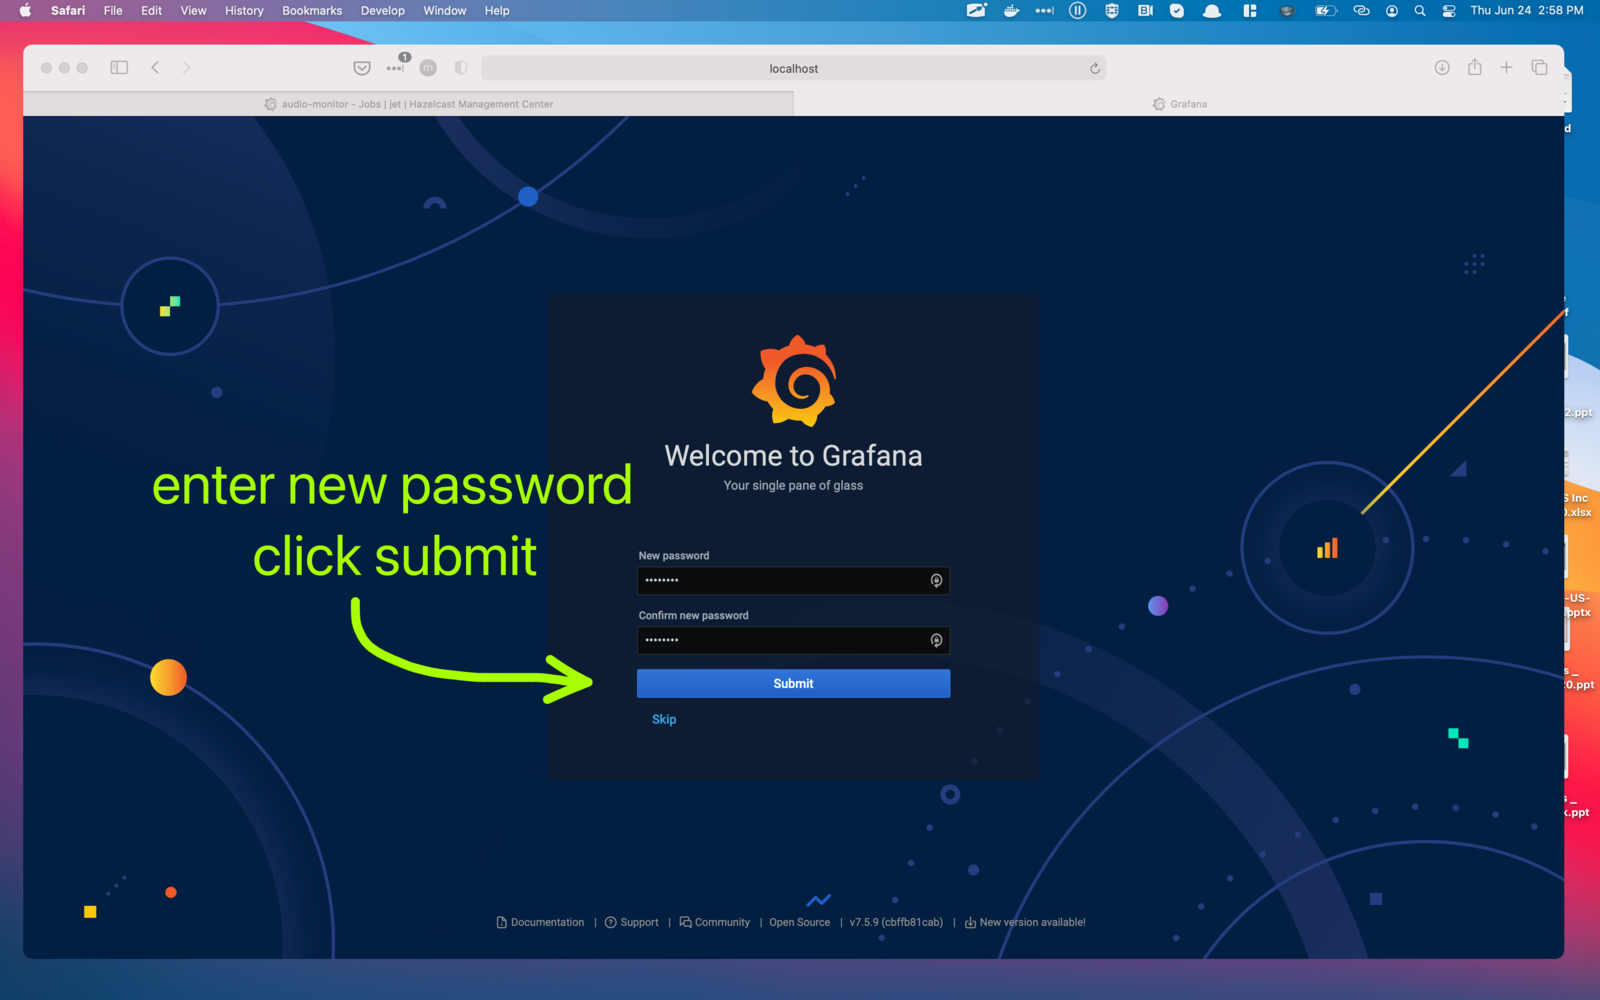 Safari File Edit View History Bookmarks Develop Window Help
Thu Jun 24 2:58 PM
1
m
localhost
audio-monitor - Jobs | jet | Hazelcast Management Center
Grafana
d
f
2.ppt
S Inc
).xlsx
-US-
pptx
s _
:0.ppt
s _
k.ppt
Welcome to Grafana
Your single pane of glass
enter new password
click submit
New password
••••••••
Confirm new password
••••••••
Submit
Skip
Documentation | Support | Community | Open Source | v7.5.9 (cbffb81cab) | New version available!